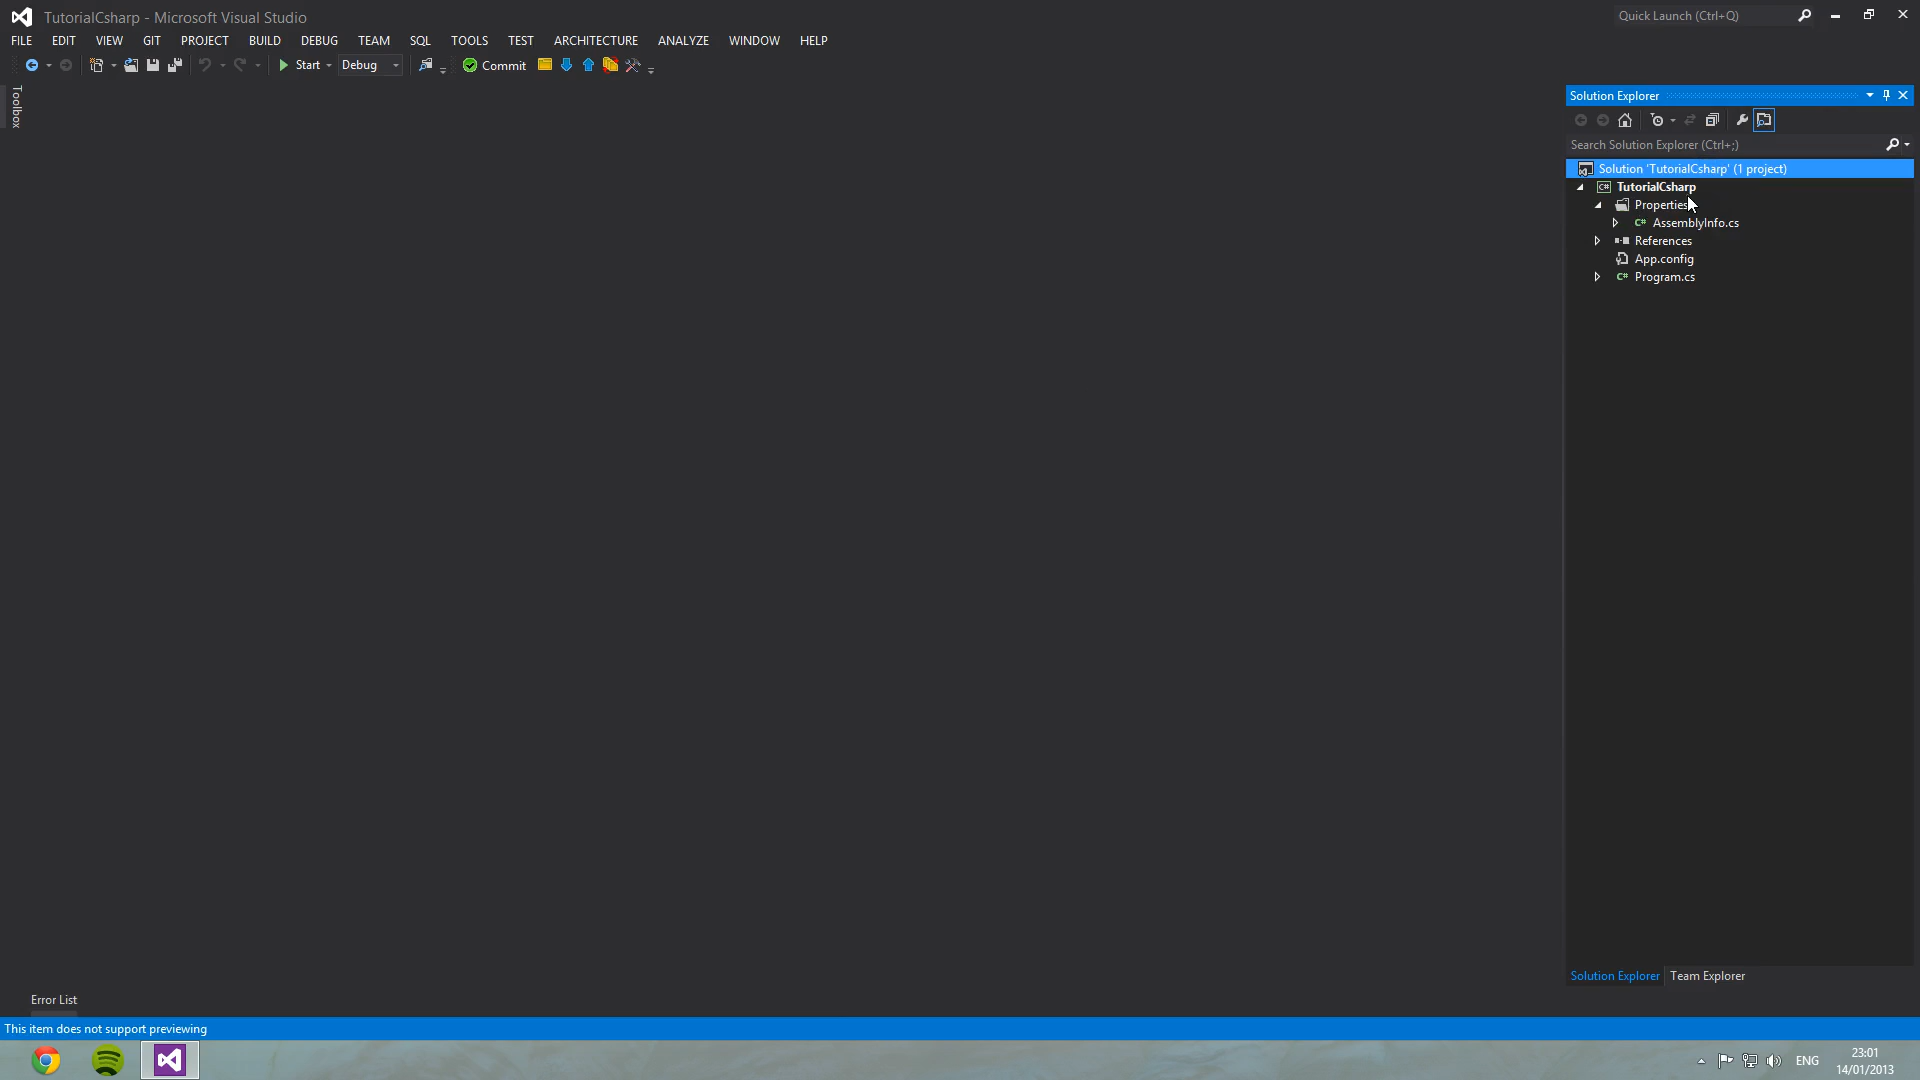 TutorialCsharp - Microsoft Visual Studio
Quick Launch (Ctrl+Q)
FILE EDIT VIEW GIT PROJECT BUILD DEBUG TEAM SQL TOOLS TEST ARCHITECTURE ANALYZE WINDOW HELP
Start Debug Commit
Toolbox
Solution Explorer
Search Solution Explorer (Ctrl+;)
Solution 'TutorialCsharp' (1 project)
C# TutorialCsharp
Properties
C# AssemblyInfo.cs
References
App.config
C# Program.cs
Solution Explorer Team Explorer
Error List
This item does not support previewing
ENG
23:01
14/01/2013